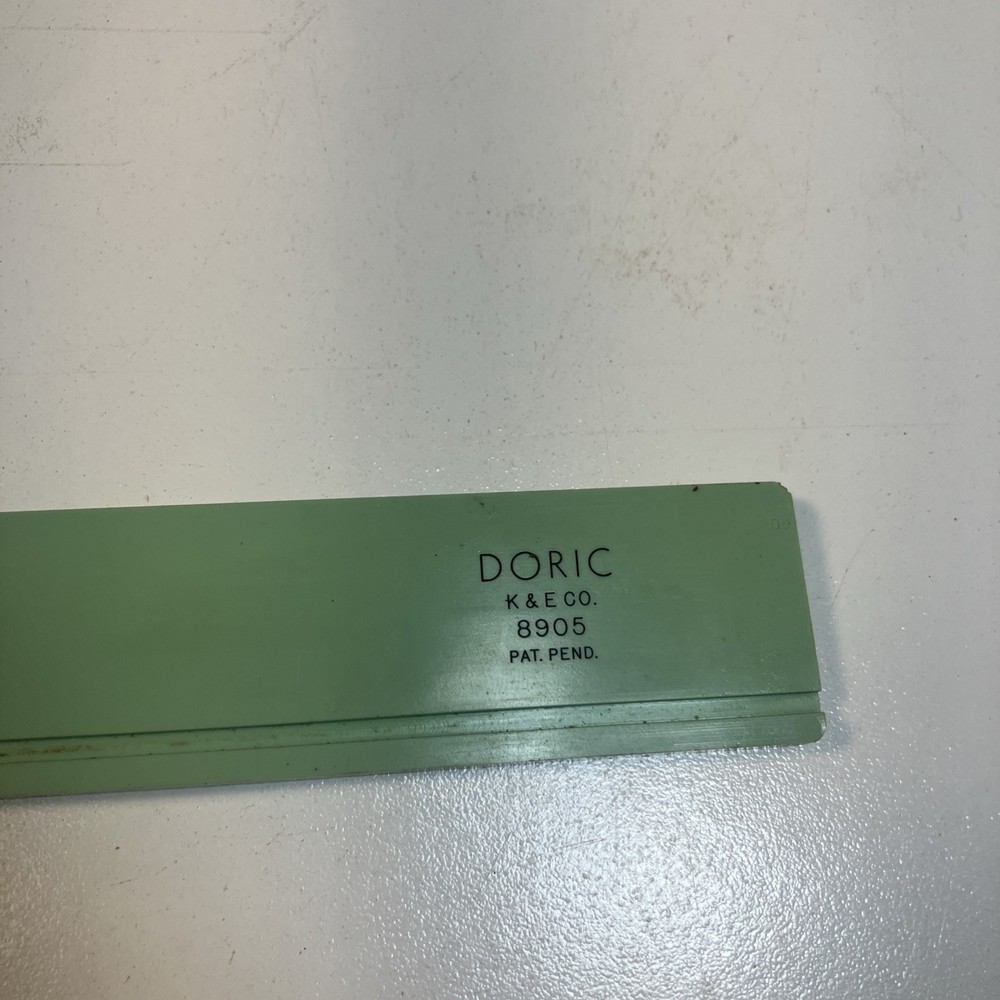 DORIC
K & E CO.
8905
PAT. PEND.